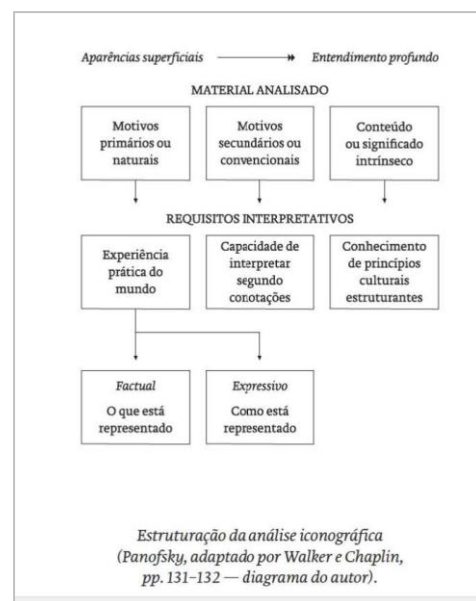 Aparências superficiais
Entendimento profundo
MATERIAL ANALISADO
Motivos
primários ou
naturais
Motivos
secundários ou
convencionais
Conteúdo
ou significado
intrínseco
REQUISITOS INTERPRETATIVOS
Experiência
prática do
mundo
Capacidade de
interpretar
segundo
conotações
Conhecimento
de princípios
culturais
estruturantes
Factual
O que está
representado
Expressivo
Como está
representado
Estruturação da análise iconográfica
(Panofsky, adaptado por Walker e Chaplin,
pp. 131–132 — diagrama do autor).